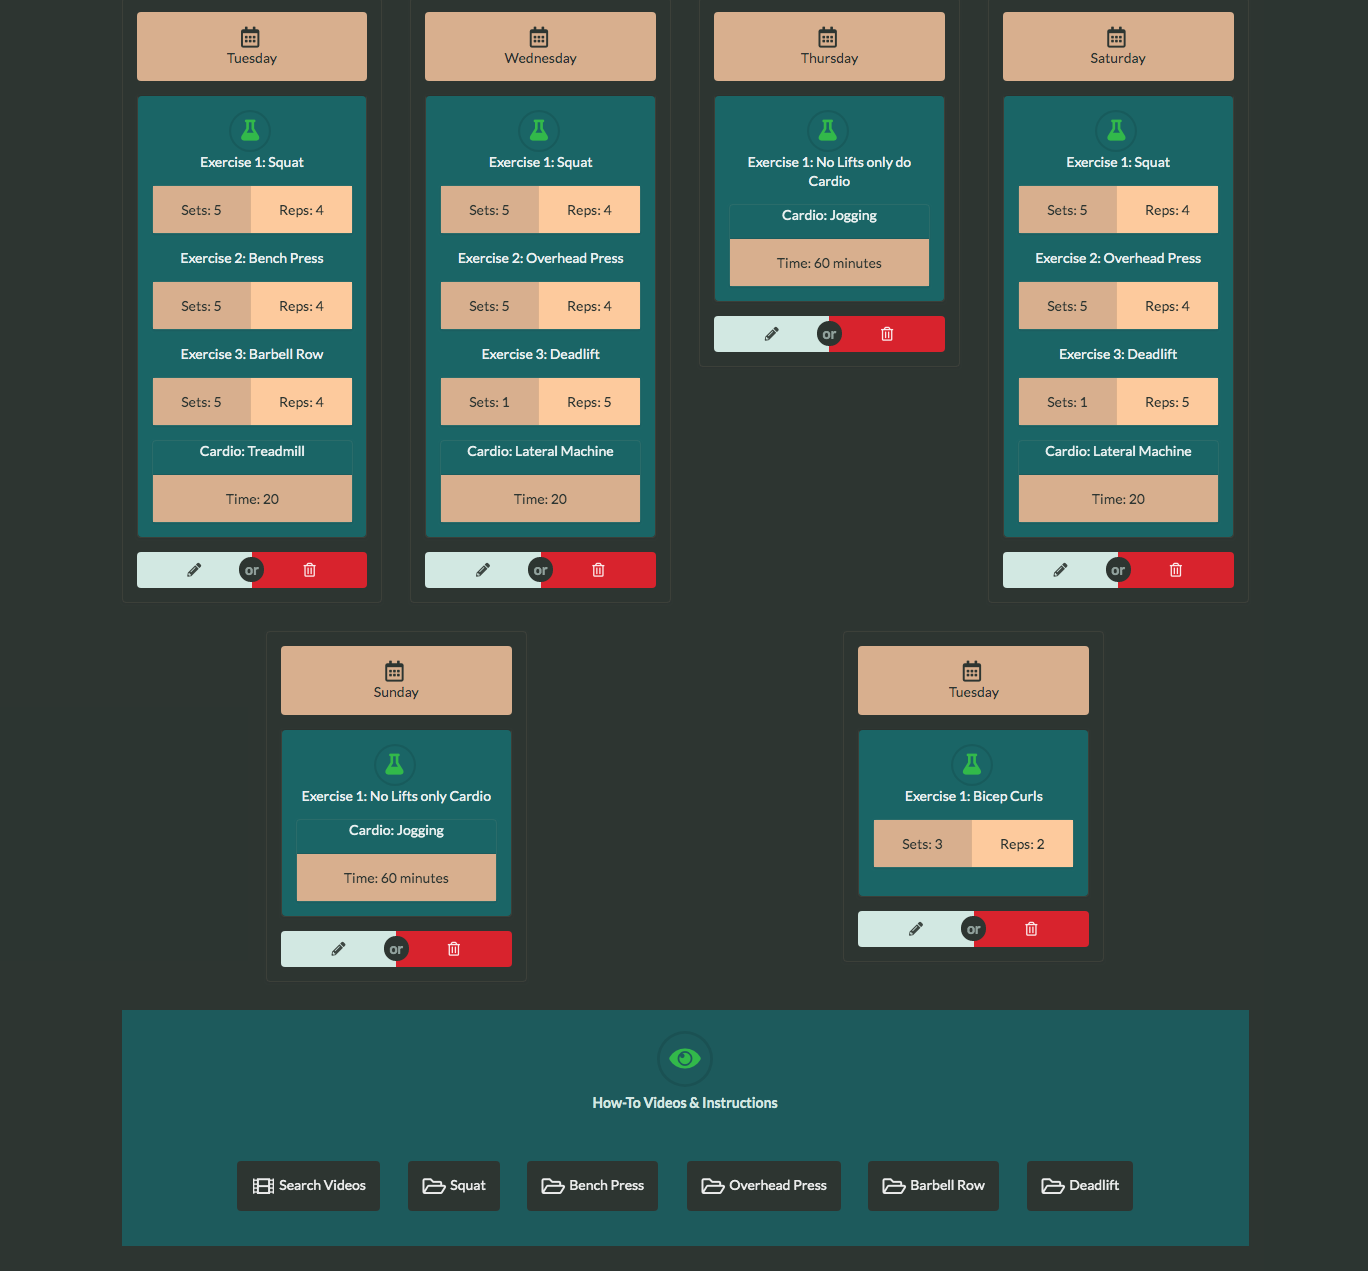 Tuesday
Exercise 1: Squat
Sets: 5 Reps: 4
Exercise 2: Bench Press
Sets: 5 Reps: 4
Exercise 3: Barbell Row
Sets: 5 Reps: 4
Cardio: Treadmill
Time: 20
or
Wednesday
Exercise 1: Squat
Sets: 5 Reps: 4
Exercise 2: Overhead Press
Sets: 5 Reps: 4
Exercise 3: Deadlift
Sets: 1 Reps: 5
Cardio: Lateral Machine
Time: 20
or
Thursday
Exercise 1: No Lifts only do
Cardio
Cardio: Jogging
Time: 60 minutes
or
Saturday
Exercise 1: Squat
Sets: 5 Reps: 4
Exercise 2: Overhead Press
Sets: 5 Reps: 4
Exercise 3: Deadlift
Sets: 1 Reps: 5
Cardio: Lateral Machine
Time: 20
or
Sunday
Exercise 1: No Lifts only Cardio
Cardio: Jogging
Time: 60 minutes
or
Tuesday
Exercise 1: Bicep Curls
Sets: 3 Reps: 2
or
How-To Videos & Instructions
Search Videos Squat Bench Press Overhead Press Barbell Row Deadlift